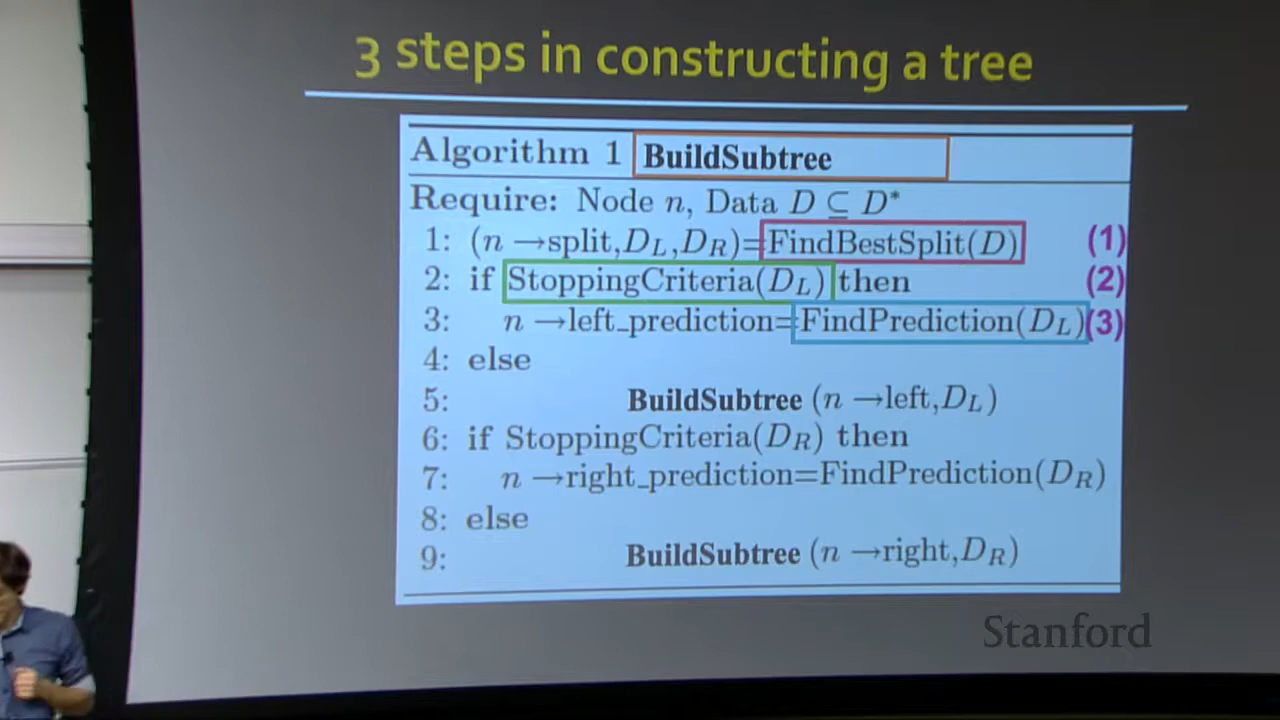 3 steps in constructing a tree
Algorithm 1 BuildSubtree
Require: Node n, Data D ⊆ D*
1: (n →split,D_L,D_R)=FindBestSplit(D) (1)
2: if StoppingCriteria(D_L) then (2)
3: n →left_prediction=FindPrediction(D_L) (3)
4: else
5: BuildSubtree (n →left,D_L)
6: if StoppingCriteria(D_R) then
7: n →right_prediction=FindPrediction(D_R)
8: else
9: BuildSubtree (n →right,D_R)
Stanford